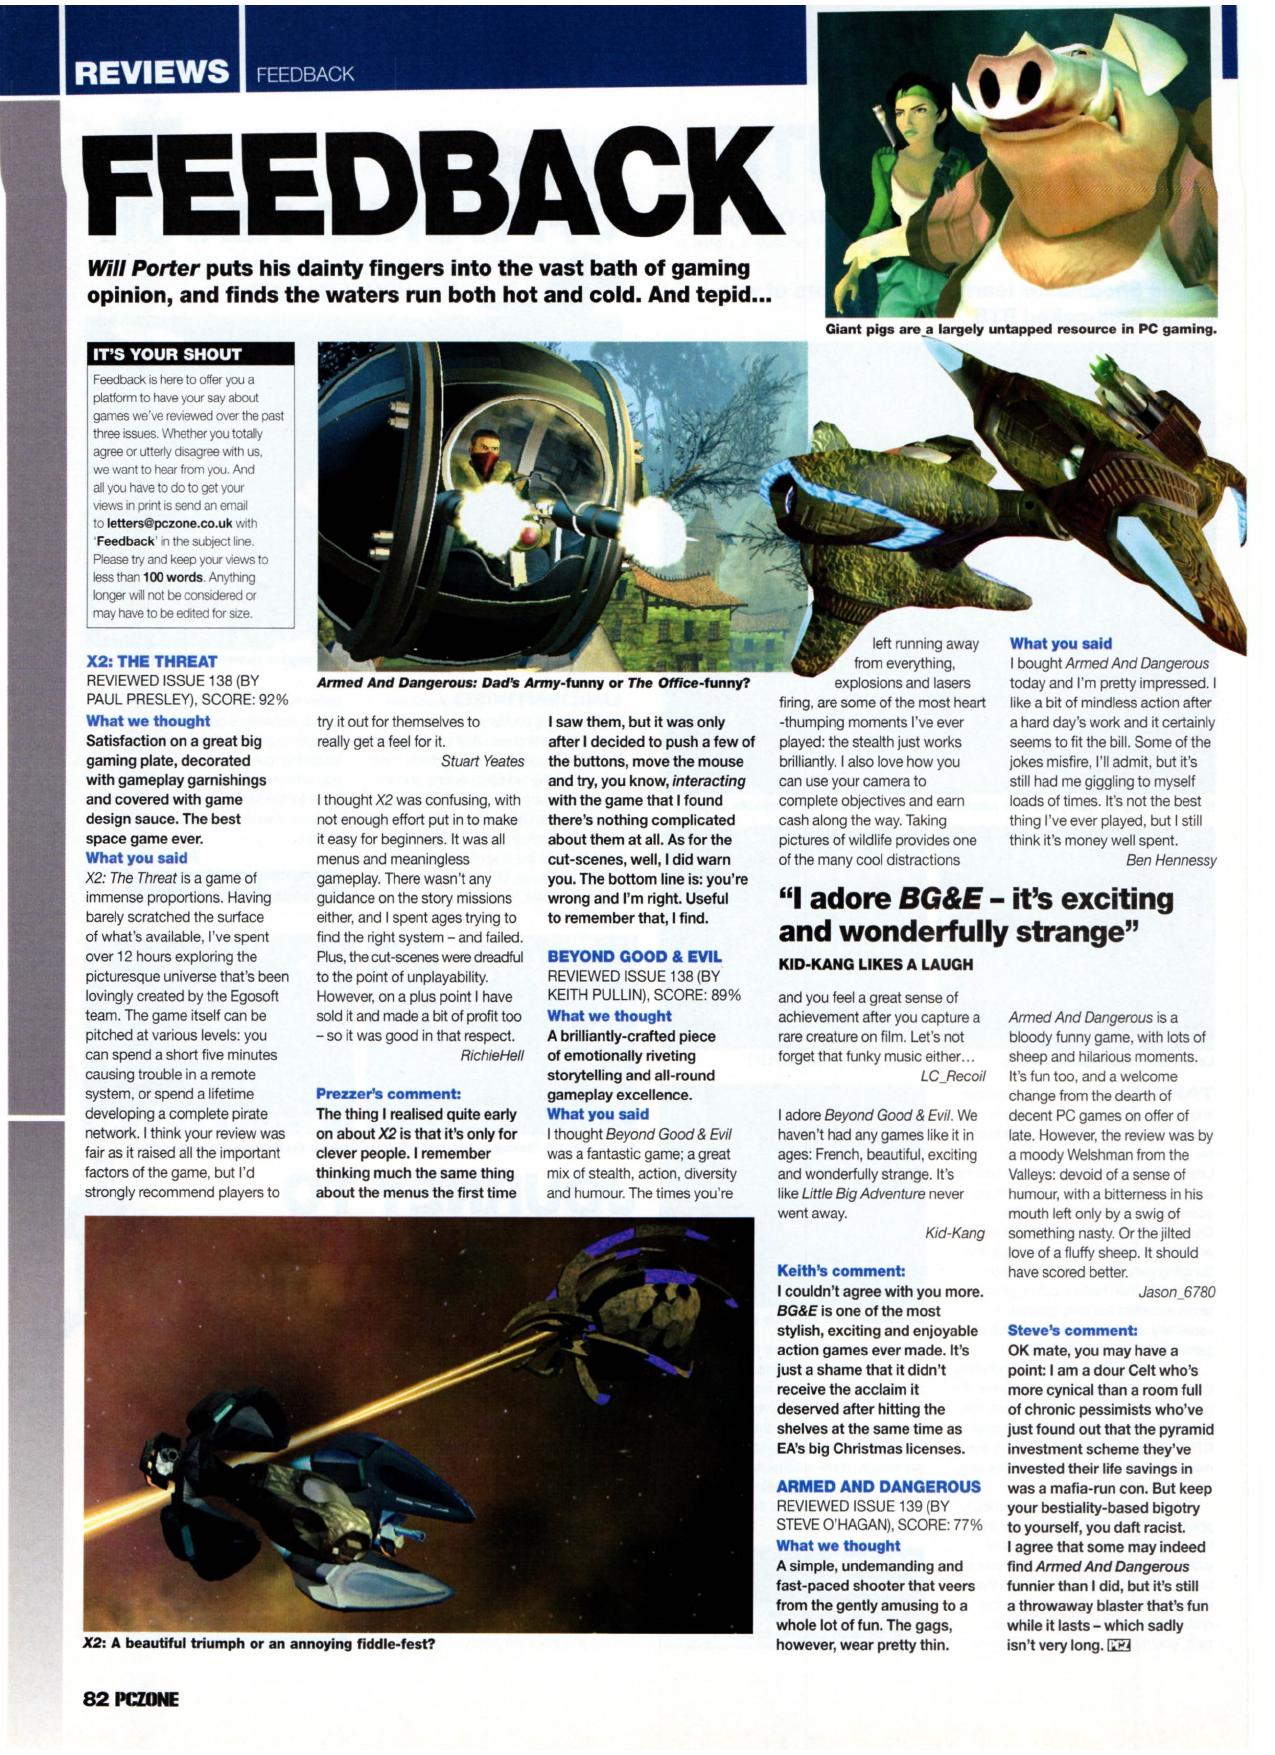 REVIEWS
FEEDBACK
FEEDBACK
Will Porter puts his dainty fingers into the vast bath of gaming
opinion, and finds the waters run both hot and cold. And tepid...
Giant pigs are a largely untapped resource in PC gaming.
IT'S YOUR SHOUT
Feedback is here to offer you a
platform to have your say about
games we've reviewed over the past
three issues. Whether you totally
agree or utterly disagree with us,
we want to hear from you. And
all you have to do to get your
views in print is send an email
to letters@pczone.co.uk with
'Feedback' in the subject line.
Please try and keep your views to
less than 100 words. Anything
longer will not be considered or
may have to be edited for size.
Armed And Dangerous: Dad's Army-funny or The Office-funny?
X2: THE THREAT
REVIEWED ISSUE 138 (BY
PAUL PRESLEY), SCORE: 92%
What we thought
Satisfaction on a great big
gaming plate, decorated
with gameplay garnishings
and covered with game
design sauce. The best
space game ever.
What you said
X2: The Threat is a game of
immense proportions. Having
barely scratched the surface
of what's available, I've spent
over 12 hours exploring the
picturesque universe that's been
lovingly created by the Egosoft
team. The game itself can be
pitched at various levels: you
can spend a short five minutes
causing trouble in a remote
system, or spend a lifetime
developing a complete pirate
network. I think your review was
fair as it raised all the important
factors of the game, but I'd
strongly recommend players to
try it out for themselves to
really get a feel for it.
Stuart Yeates
I thought X2 was confusing, with
not enough effort put in to make
it easy for beginners. It was all
menus and meaningless
gameplay. There wasn't any
guidance on the story missions
either, and I spent ages trying to
find the right system – and failed.
Plus, the cut-scenes were dreadful
to the point of unplayability.
However, on a plus point I have
sold it and made a bit of profit too
– so it was good in that respect.
RichieHell
Prezzer's comment:
The thing I realised quite early
on about X2 is that it's only for
clever people. I remember
thinking much the same thing
about the menus the first time
I saw them, but it was only
after I decided to push a few of
the buttons, move the mouse
and try, you know, interacting
with the game that I found
there's nothing complicated
about them at all. As for the
cut-scenes, well, I did warn
you. The bottom line is: you're
wrong and I'm right. Useful
to remember that, I find.
BEYOND GOOD & EVIL
REVIEWED ISSUE 138 (BY
KEITH PULLIN), SCORE: 89%
What we thought
A brilliantly-crafted piece
of emotionally riveting
storytelling and all-round
gameplay excellence.
What you said
I thought Beyond Good & Evil
was a fantastic game; a great
mix of stealth, action, diversity
and humour. The times you're
left running away
from everything,
explosions and lasers
firing, are some of the most heart
-thumping moments I've ever
played: the stealth just works
brilliantly. I also love how you
can use your camera to
complete objectives and earn
cash along the way. Taking
pictures of wildlife provides one
of the many cool distractions
and you feel a great sense of
achievement after you capture a
rare creature on film. Let's not
forget that funky music either...
LC_Recoil
I adore Beyond Good & Evil. We
haven't had any games like it in
ages: French, beautiful, exciting
and wonderfully strange. It's
like Little Big Adventure never
went away.
Kid-Kang
Keith's comment:
I couldn't agree with you more.
BG&E is one of the most
stylish, exciting and enjoyable
action games ever made. It's
just a shame that it didn't
receive the acclaim it
deserved after hitting the
shelves at the same time as
EA's big Christmas licenses.
ARMED AND DANGEROUS
REVIEWED ISSUE 139 (BY
STEVE O'HAGAN), SCORE: 77%
What we thought
A simple, undemanding and
fast-paced shooter that veers
from the gently amusing to a
whole lot of fun. The gags,
however, wear pretty thin.
What you said
I bought Armed And Dangerous
today and I'm pretty impressed. I
like a bit of mindless action after
a hard day's work and it certainly
seems to fit the bill. Some of the
jokes misfire, I'll admit, but it's
still had me giggling to myself
loads of times. It's not the best
thing I've ever played, but I still
think it's money well spent.
Ben Hennessy
"I adore BG&E – it's exciting
and wonderfully strange"
KID-KANG LIKES A LAUGH
Armed And Dangerous is a
bloody funny game, with lots of
sheep and hilarious moments.
It's fun too, and a welcome
change from the dearth of
decent PC games on offer of
late. However, the review was by
a moody Welshman from the
Valleys: devoid of a sense of
humour, with a bitterness in his
mouth left only by a swig of
something nasty. Or the jilted
love of a fluffy sheep. It should
have scored better.
Jason_6780
Steve's comment:
OK mate, you may have a
point: I am a dour Celt who's
more cynical than a room full
of chronic pessimists who've
just found out that the pyramid
investment scheme they've
invested their life savings in
was a mafia-run con. But keep
your bestiality-based bigotry
to yourself, you daft racist.
I agree that some may indeed
find Armed And Dangerous
funnier than I did, but it's still
a throwaway blaster that's fun
while it lasts – which sadly
isn't very long. PCZ
X2: A beautiful triumph or an annoying fiddle-fest?
82 PCZONE